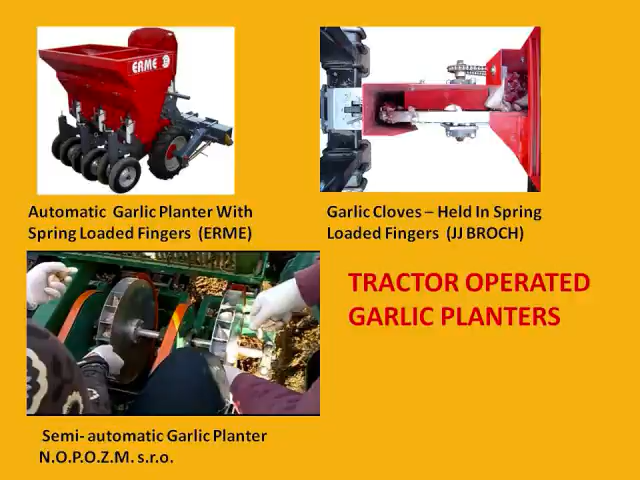 ERME
Automatic Garlic Planter With
Spring Loaded Fingers (ERME)
Garlic Cloves – Held In Spring
Loaded Fingers (JJ BROCH)
TRACTOR OPERATED
GARLIC PLANTERS
Semi- automatic Garlic Planter
N.O.P.O.Z.M. s.r.o.